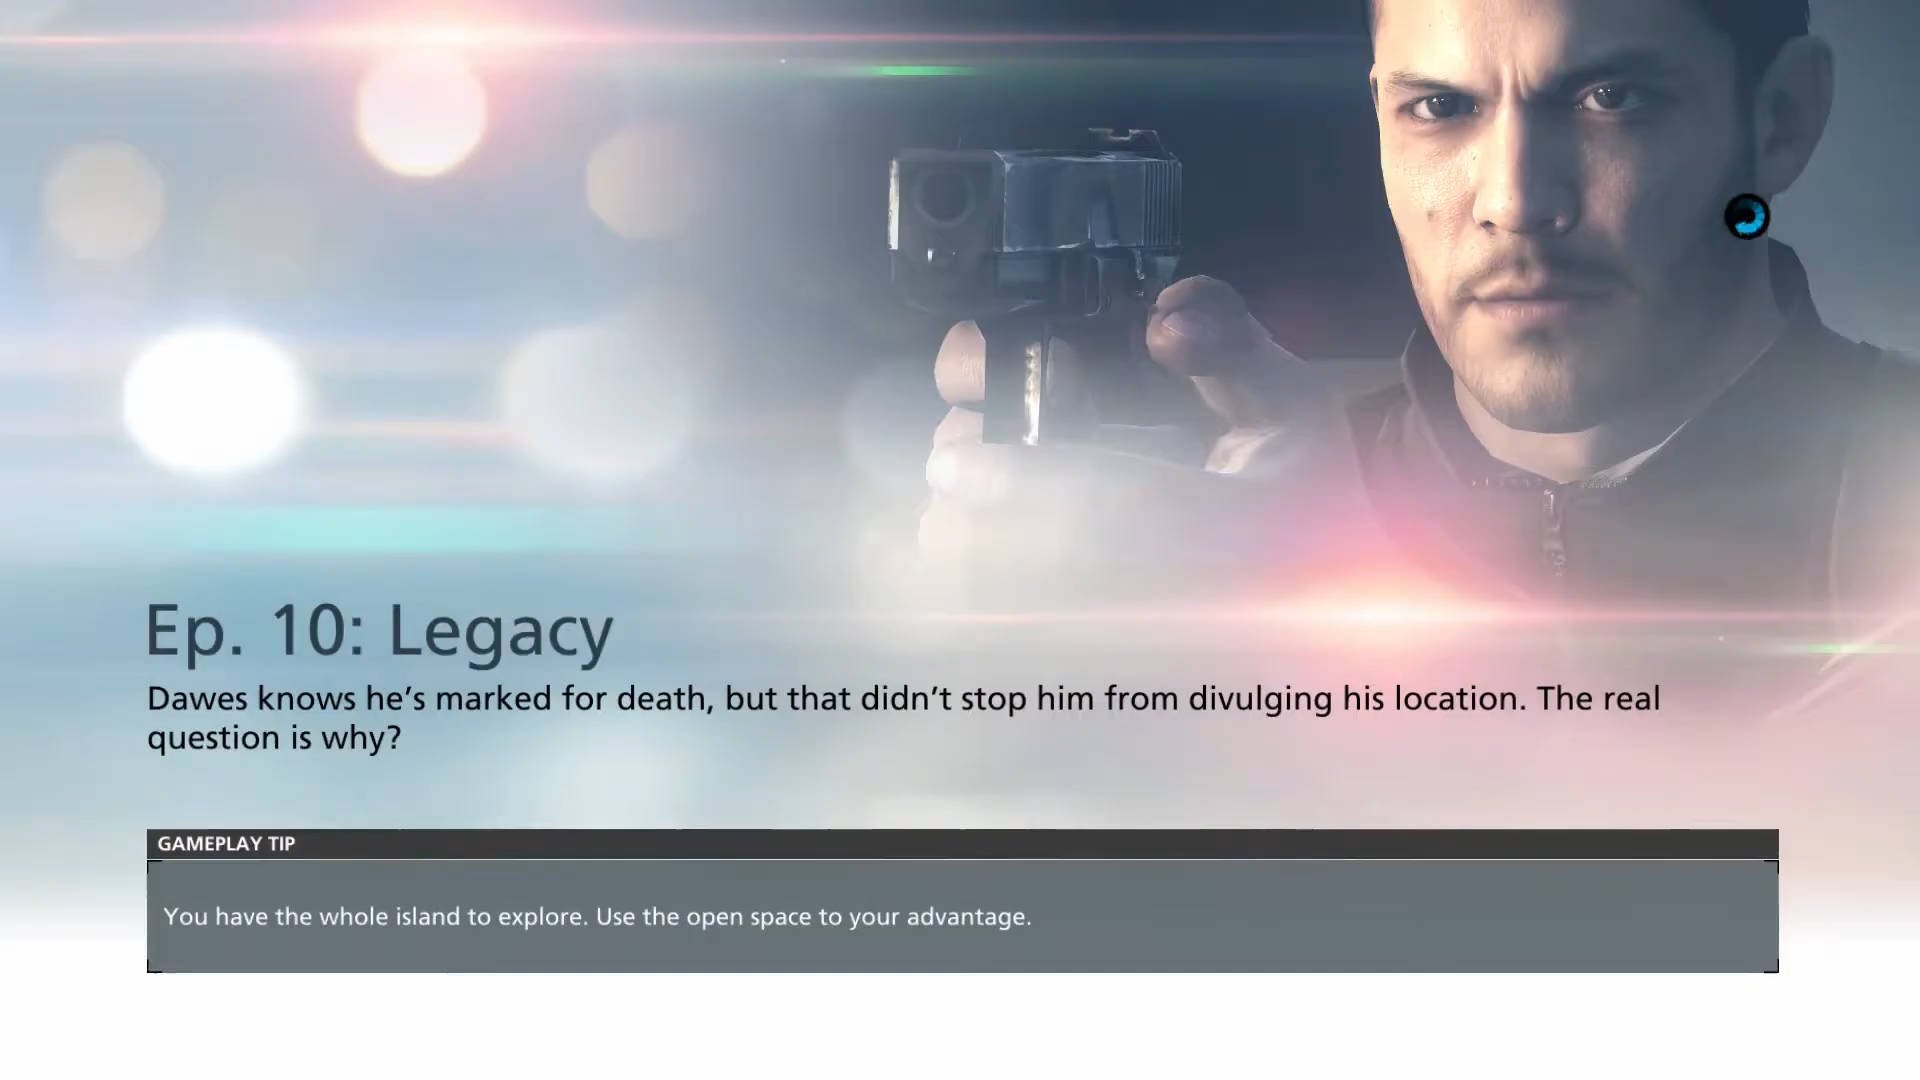 Ep. 10: Legacy
Dawes knows he’s marked for death, but that didn’t stop him from divulging his location. The real
question is why?
GAMEPLAY TIP
You have the whole island to explore. Use the open space to your advantage.